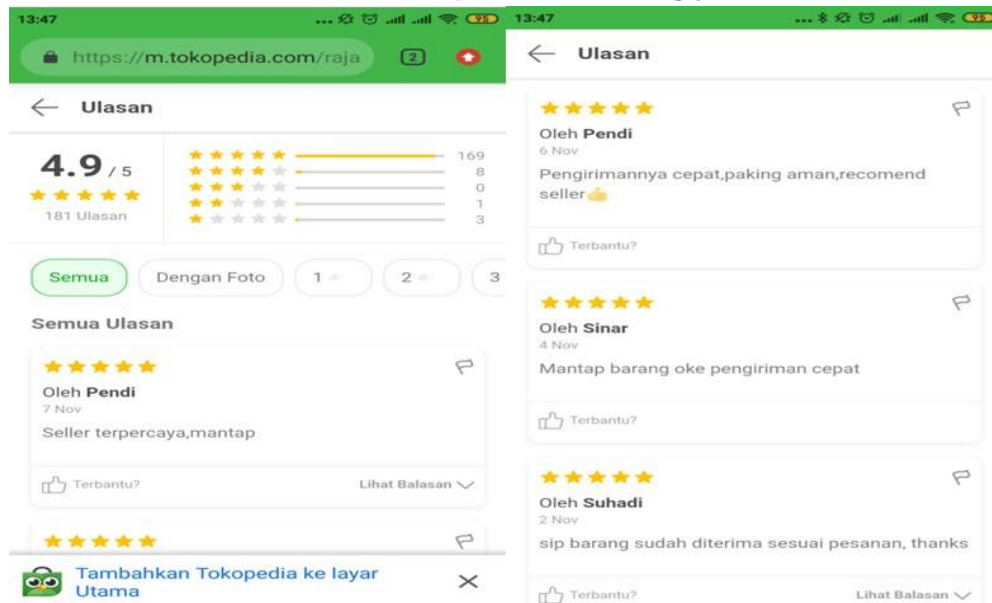 13:47
95
https://m.tokopedia.com/raja
2
Ulasan
4.9 / 5
181 Ulasan
169
8
0
1
3
Semua
Dengan Foto
1
2
3
Semua Ulasan
Oleh Pendi
7 Nov
Seller terpercaya,mantap
Terbantu?
Lihat Balasan
Tambahkan Tokopedia ke layar
Utama
13:47
95
Ulasan
Oleh Pendi
6 Nov
Pengirimannya cepat,paking aman,recomend
seller👍
Terbantu?
Oleh Sinar
4 Nov
Mantap barang oke pengiriman cepat
Terbantu?
Oleh Suhadi
2 Nov
sip barang sudah diterima sesuai pesanan, thanks
Terbantu?
Lihat Balasan